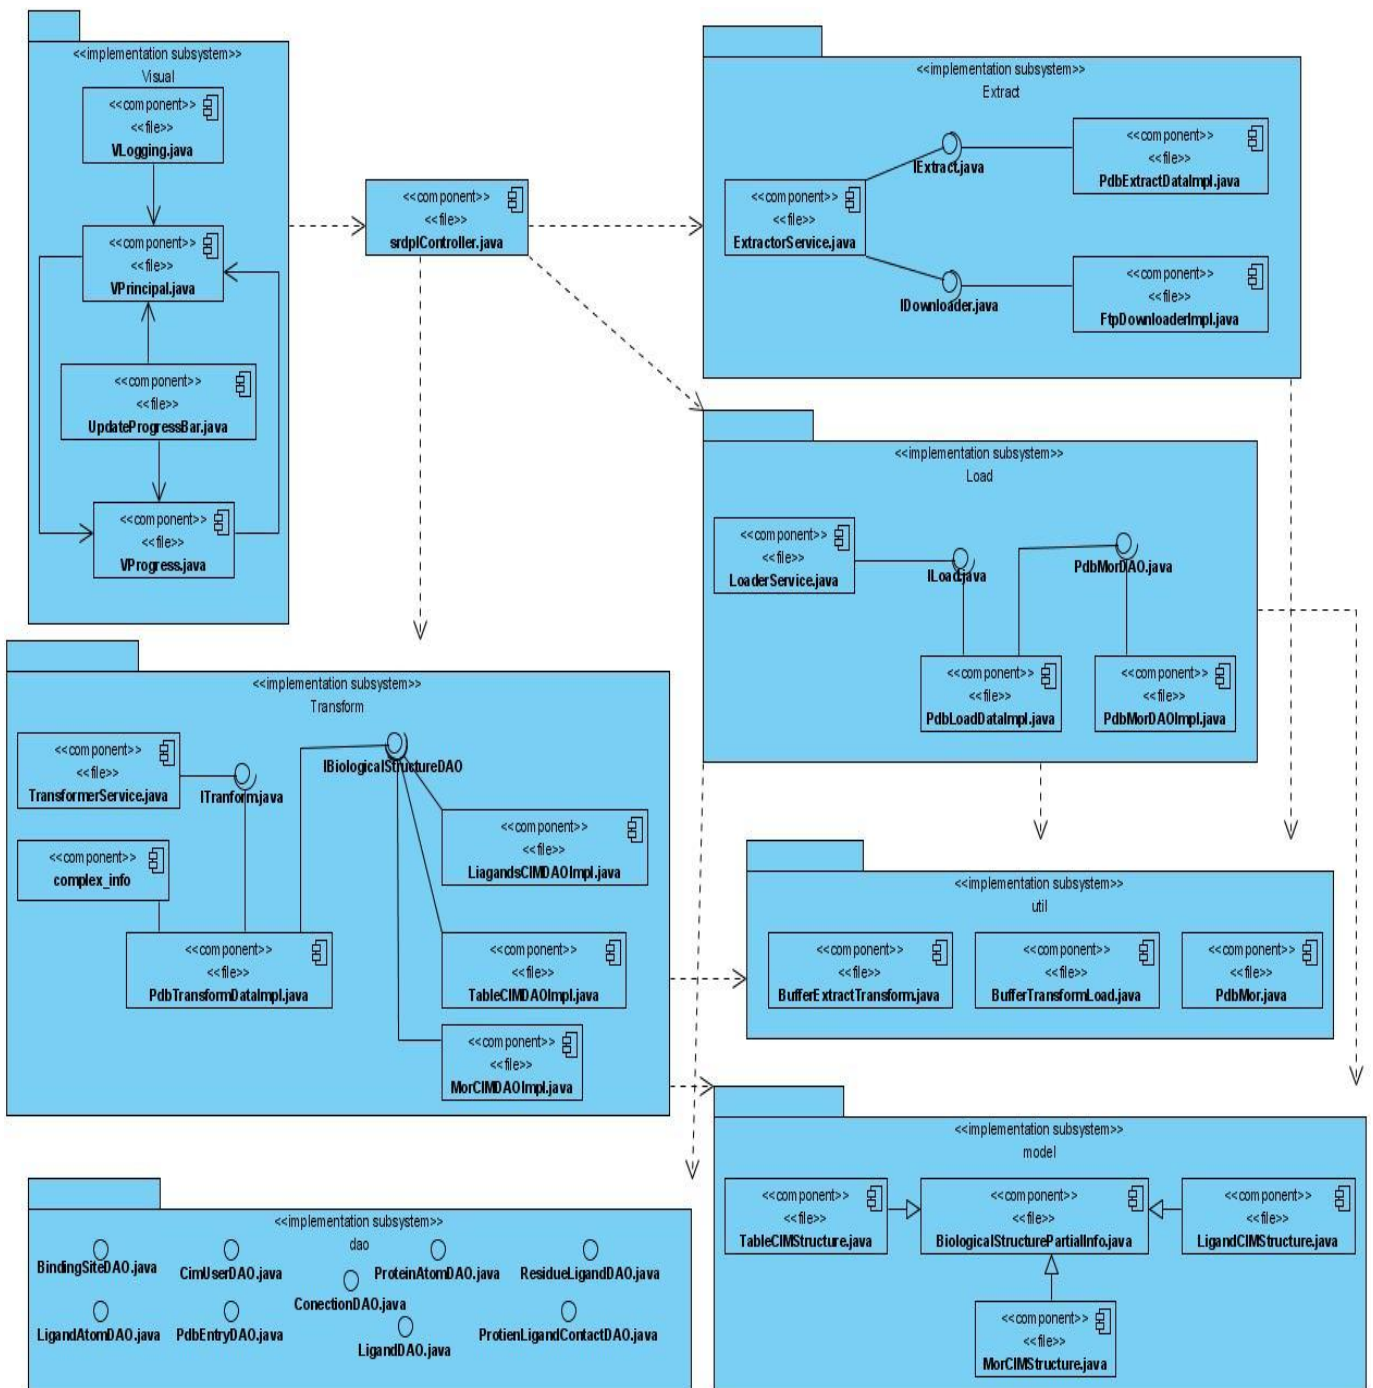 <<implementation subsystem>>
Visual
<<component>>
<<file>>
VLogging.java
<<component>>
<<file>>
VPrincipal.java
<<component>>
<<file>>
UpdateProgressBar.java
<<component>>
<<file>>
VProgress.java
<<component>>
<<file>>
srdplController.java
<<implementation subsystem>>
Extract
<<component>>
<<file>>
ExtractorService.java
IExtract.java
<<component>>
<<file>>
PdbExtractDataImpl.java
IDownloader.java
<<component>>
<<file>>
FtpDownloaderImpl.java
<<implementation subsystem>>
Load
<<component>>
<<file>>
LoaderService.java
ILoad.java
PdbMorDAO.java
<<component>>
<<file>>
PdbLoadDataImpl.java
<<component>>
<<file>>
PdbMorDAOImpl.java
<<implementation subsystem>>
Transform
<<component>>
<<file>>
TransformerService.java
ITranform.java
IBiologicalStructureDAO
<<component>>
complex_info
<<component>>
<<file>>
LiagandsCIMDAOImpl.java
<<component>>
<<file>>
PdbTransformDataImpl.java
<<component>>
<<file>>
TableCIMDAOImpl.java
<<component>>
<<file>>
MorCIMDAOImpl.java
<<implementation subsystem>>
util
<<component>>
<<file>>
BufferExtractTransform.java
<<component>>
<<file>>
BufferTransformLoad.java
<<component>>
<<file>>
PdbMor.java
<<implementation subsystem>>
dao
BindingSiteDAO.java
CimUserDAO.java
ProteinAtomDAO.java
ResidueLigandDAO.java
ConectionDAO.java
LigandAtomDAO.java
PdbEntryDAO.java
LigandDAO.java
ProtienLigandContactDAO.java
<<implementation subsystem>>
model
<<component>>
<<file>>
TableCIMStructure.java
<<component>>
<<file>>
BiologicalStructurePartialInfo.java
<<component>>
<<file>>
LigandCIMStructure.java
<<component>>
<<file>>
MorCIMStructure.java